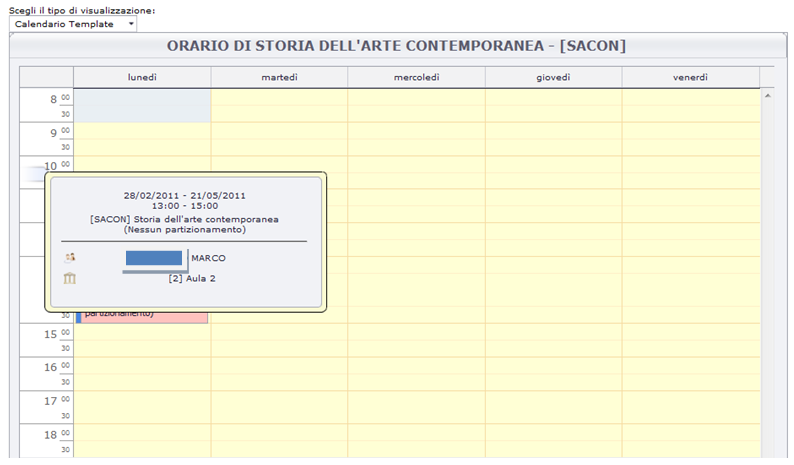 Scegli il tipo di visualizzazione:
Calendario Template
ORARIO DI STORIA DELL'ARTE CONTEMPORANEA - [SACON]
lunedì martedì mercoledì giovedì venerdì
8 00
30
9 00
30
10 00
28/02/2011 - 21/05/2011
13:00 - 15:00
[SACON] Storia dell'arte contemporanea
(Nessun partizionamento)
MARCO
[2] Aula 2
30 partizionamento)
15 00
30
16 00
30
17 00
30
18 00
30